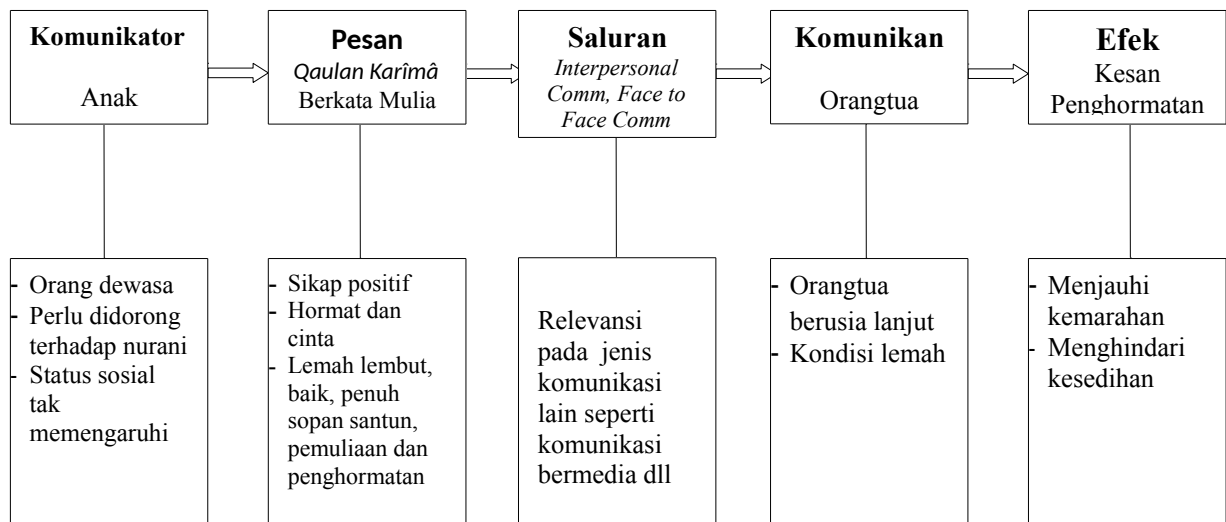 Komunikator
Anak
Pesan
Qaulan Karîmâ
Berkata Mulia
Saluran
Interpersonal
Comm, Face to
Face Comm
Komunikan
Orangtua
Efek
Kesan
Penghormatan
- Orang dewasa
- Perlu didorong
terhadap nurani
- Status sosial
tak
memengaruhi
- Sikap positif
- Hormat dan
cinta
- Lemah lembut,
baik, penuh
sopan santun,
pemuliaan dan
penghormatan
Relevansi
pada jenis
komunikasi
lain seperti
komunikasi
bermedia dll
- Orangtua
berusia lanjut
- Kondisi lemah
- Menjauhi
kemarahan
- Menghindari
kesedihan